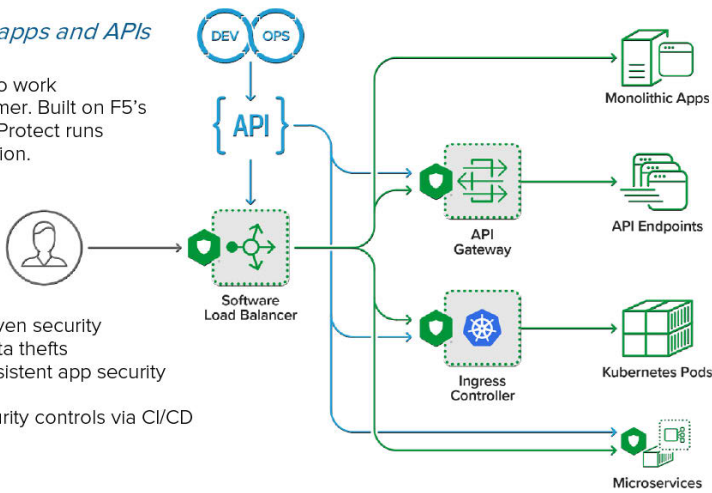 apps and APIs
o work
mer. Built on F5's
Protect runs
ion.
ven security
ta thefts
sistent app security
urity controls via CI/CD
DEV OPS
{API}
Software
Load Balancer
API
Gateway
Ingress
Controller
Monolithic Apps
API Endpoints
Kubernetes Pods
Microservices